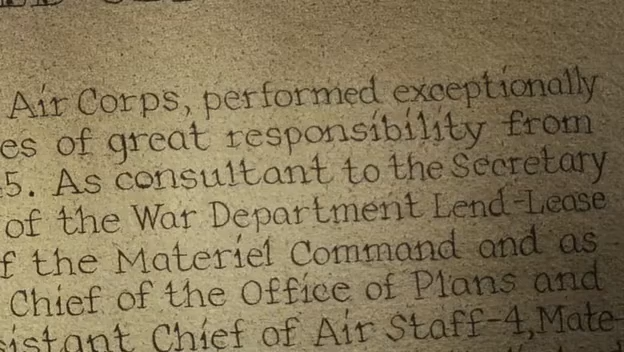 Air Corps, performed exceptionally
es of great responsibility from
5. As consultant to the Secretary
of the War Department Lend-Lease
f the Materiel Command and as
Chief of the Office of Plans and
sistant Chief of Air Staff-4, Mate-